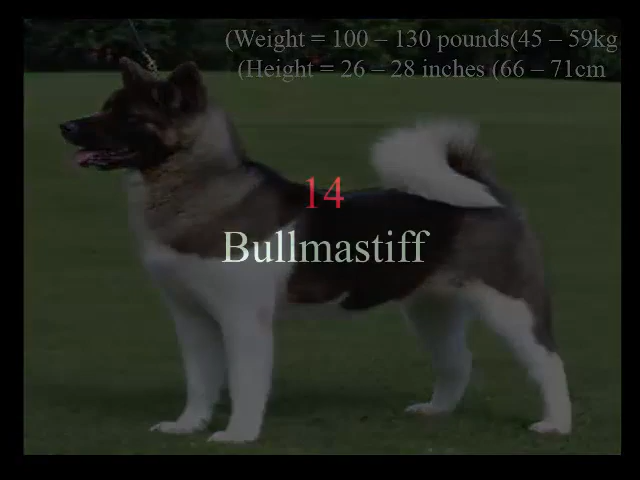 (Weight = 100 – 130 pounds(45 – 59kg
(Height = 26 – 28 inches (66 – 71cm
14
Bullmastiff